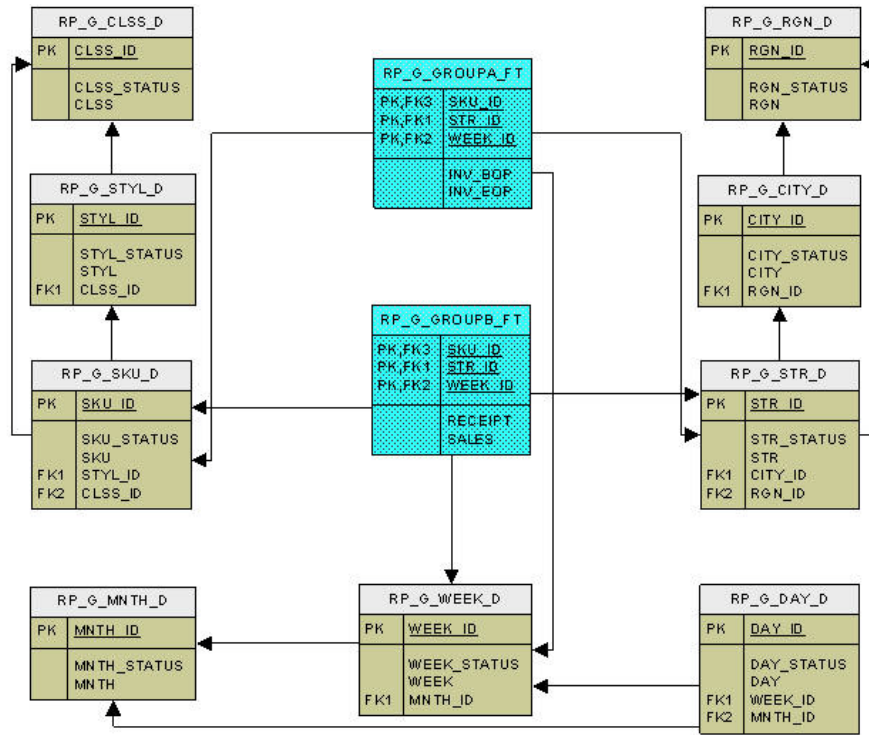 RP_G_CLSS_D
PK CLSS_ID
CLSS_STATUS
CLSS
RP_G_STYL_D
PK STYL_ID
STYL_STATUS
STYL
FK1 CLSS_ID
RP_G_SKU_D
PK SKU_ID
SKU_STATUS
SKU
FK1 STYL_ID
FK2 CLSS_ID
RP_G_GROUPA_FT
PK,FK3 SKU_ID
PK,FK1 STR_ID
PK,FK2 WEEK_ID
INV_BOP
INV_EOP
RP_G_GROUPB_FT
PK,FK3 SKU_ID
PK,FK1 STR_ID
PK,FK2 WEEK_ID
RECEIPT
SALES
RP_G_RGN_D
PK RGN_ID
RGN_STATUS
RGN
RP_G_CITY_D
PK CITY_ID
CITY_STATUS
CITY
FK1 RGN_ID
RP_G_STR_D
PK STR_ID
STR_STATUS
STR
FK1 CITY_ID
FK2 RGN_ID
RP_G_MNTH_D
PK MNTH_ID
MNTH_STATUS
MNTH
RP_G_WEEK_D
PK WEEK_ID
WEEK_STATUS
WEEK
FK1 MNTH_ID
RP_G_DAY_D
PK DAY_ID
DAY_STATUS
DAY
FK1 WEEK_ID
FK2 MNTH_ID